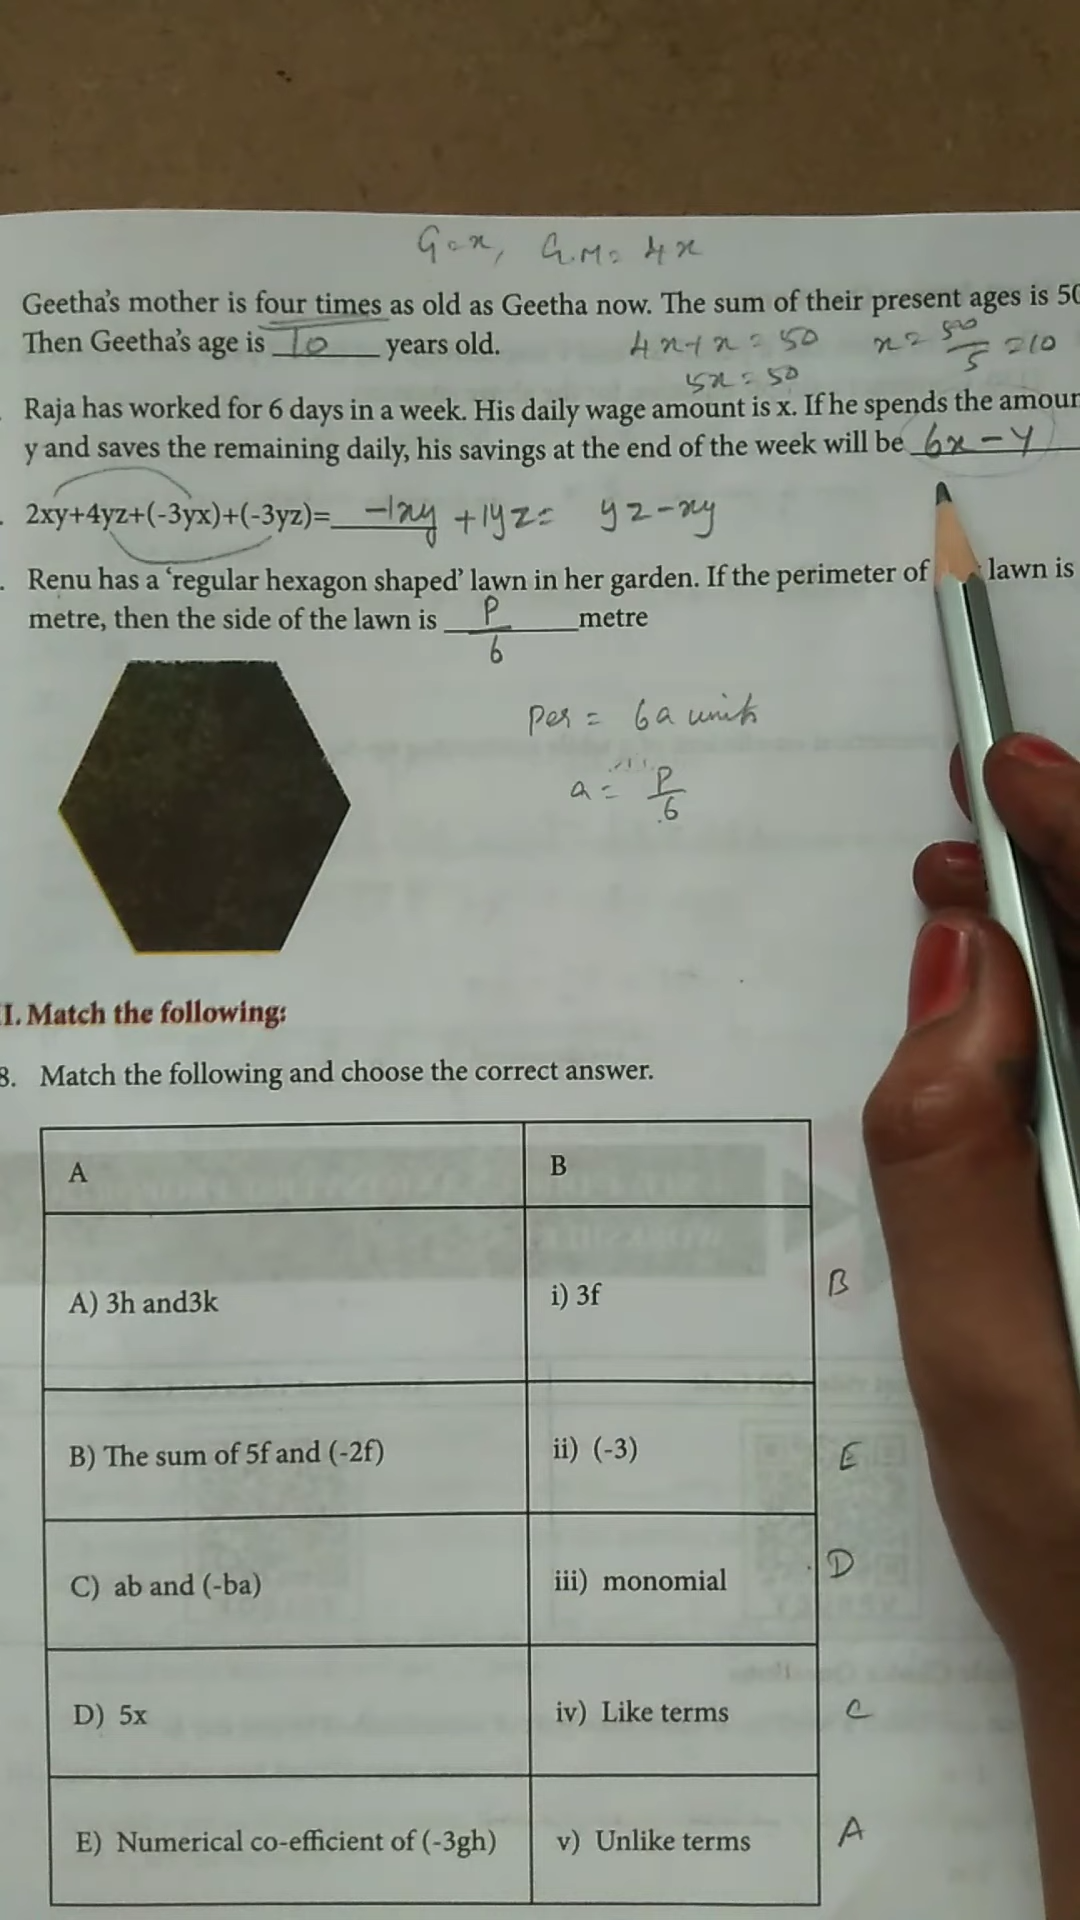 G=x, G.M= 4x
Geetha's mother is four times as old as Geetha now. The sum of their present ages is 50
Then Geetha's age is 10 years old. 4x+x=50 x=50/5=10
5x=50
Raja has worked for 6 days in a week. His daily wage amount is x. If he spends the amoun
y and saves the remaining daily, his savings at the end of the week will be 6x-y
2xy+4yz+(-3yx)+(-3yz)= -1xy +1yz= yz-xy
Renu has a ‘regular hexagon shaped’ lawn in her garden. If the perimeter of lawn is
metre, then the side of the lawn is P/6 metre
per = 6a units
a = P/6
I. Match the following:
8. Match the following and choose the correct answer.
A B
A) 3h and3k i) 3f B
B) The sum of 5f and (-2f) ii) (-3) E
C) ab and (-ba) iii) monomial D
D) 5x iv) Like terms C
E) Numerical co-efficient of (-3gh) v) Unlike terms A